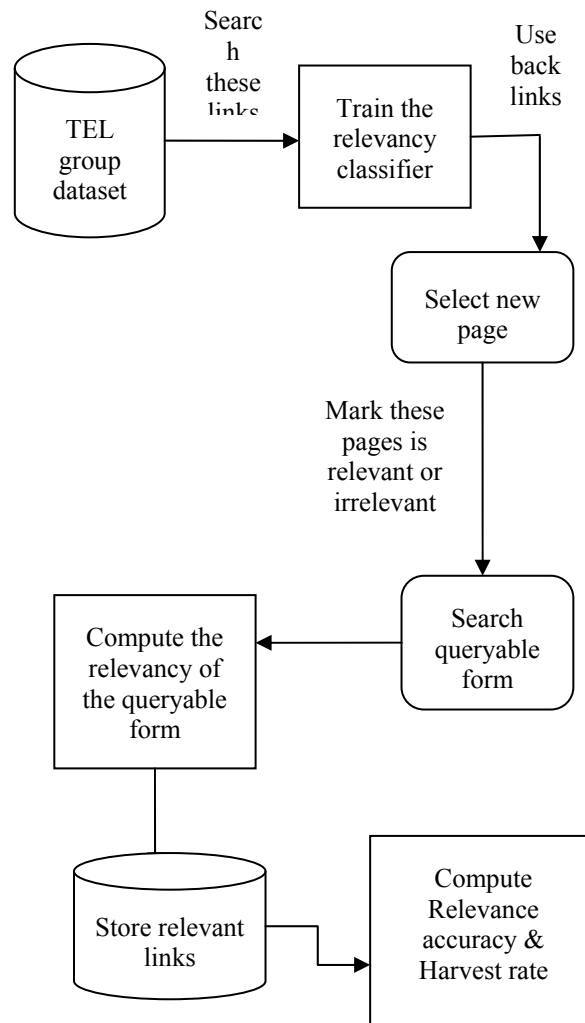 Searc
h
these
links
Use
back
links
TEL
group
dataset
Train the
relevancy
classifier
Select new
page
Mark these
pages is
relevant or
irrelevant
Search
queryable
form
Compute the
relevancy of
the queryable
form
Store relevant
links
Compute
Relevance
accuracy &
Harvest rate